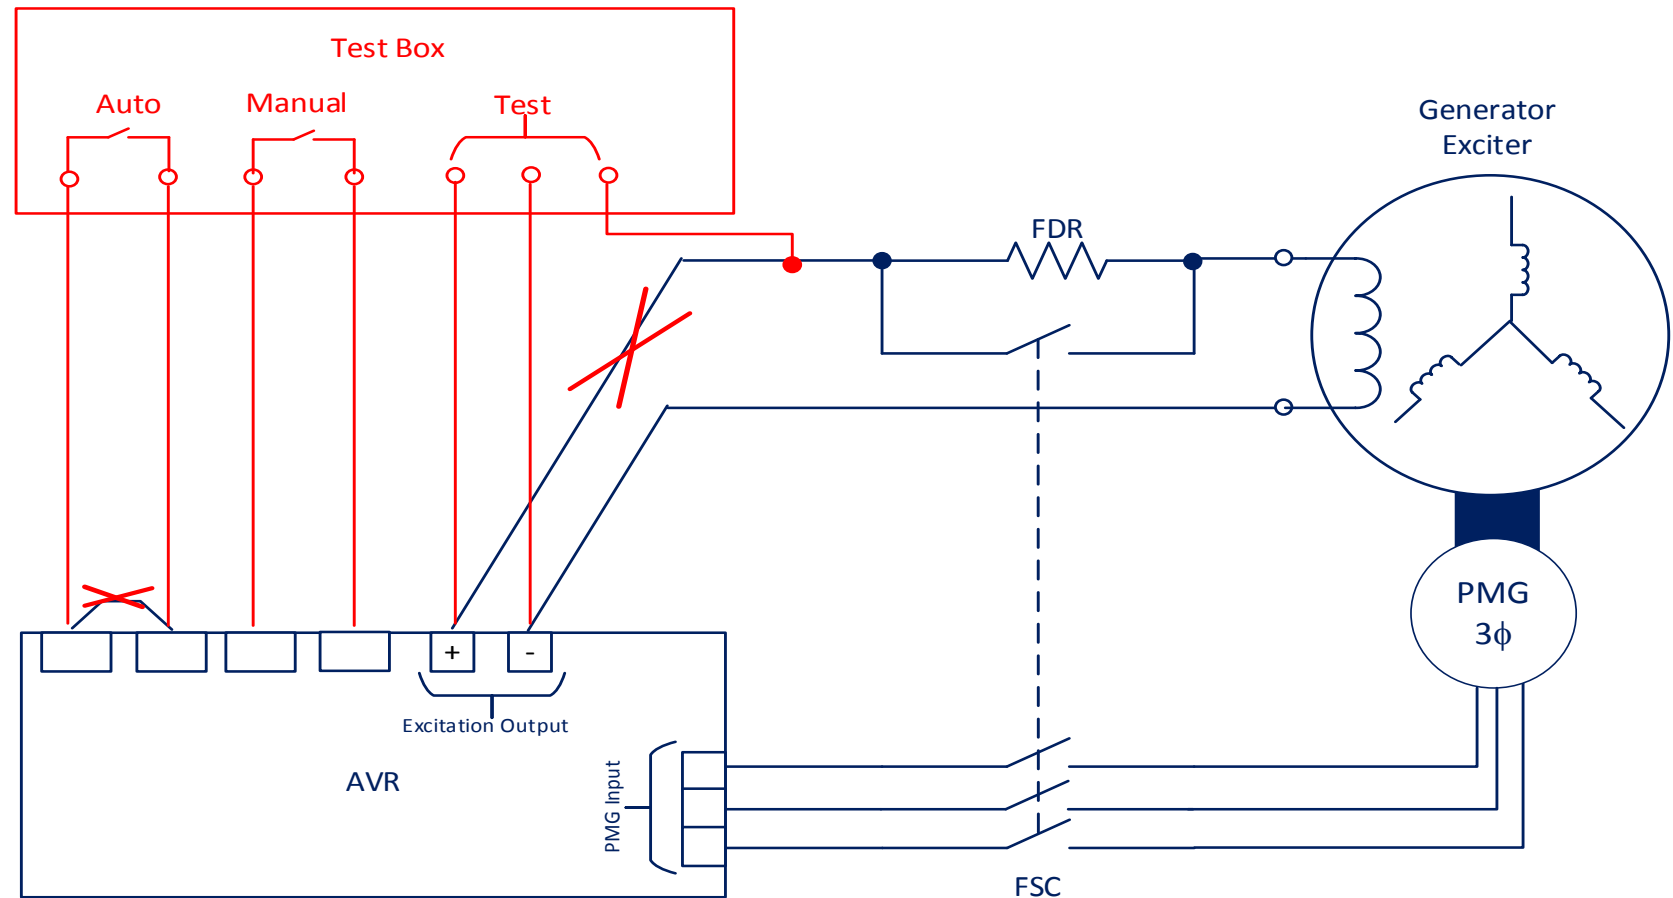 Test Box
Auto
Manual
Test
Generator
Exciter
FDR
PMG
3ϕ
+
-
Excitation Output
AVR
PMG Input
FSC